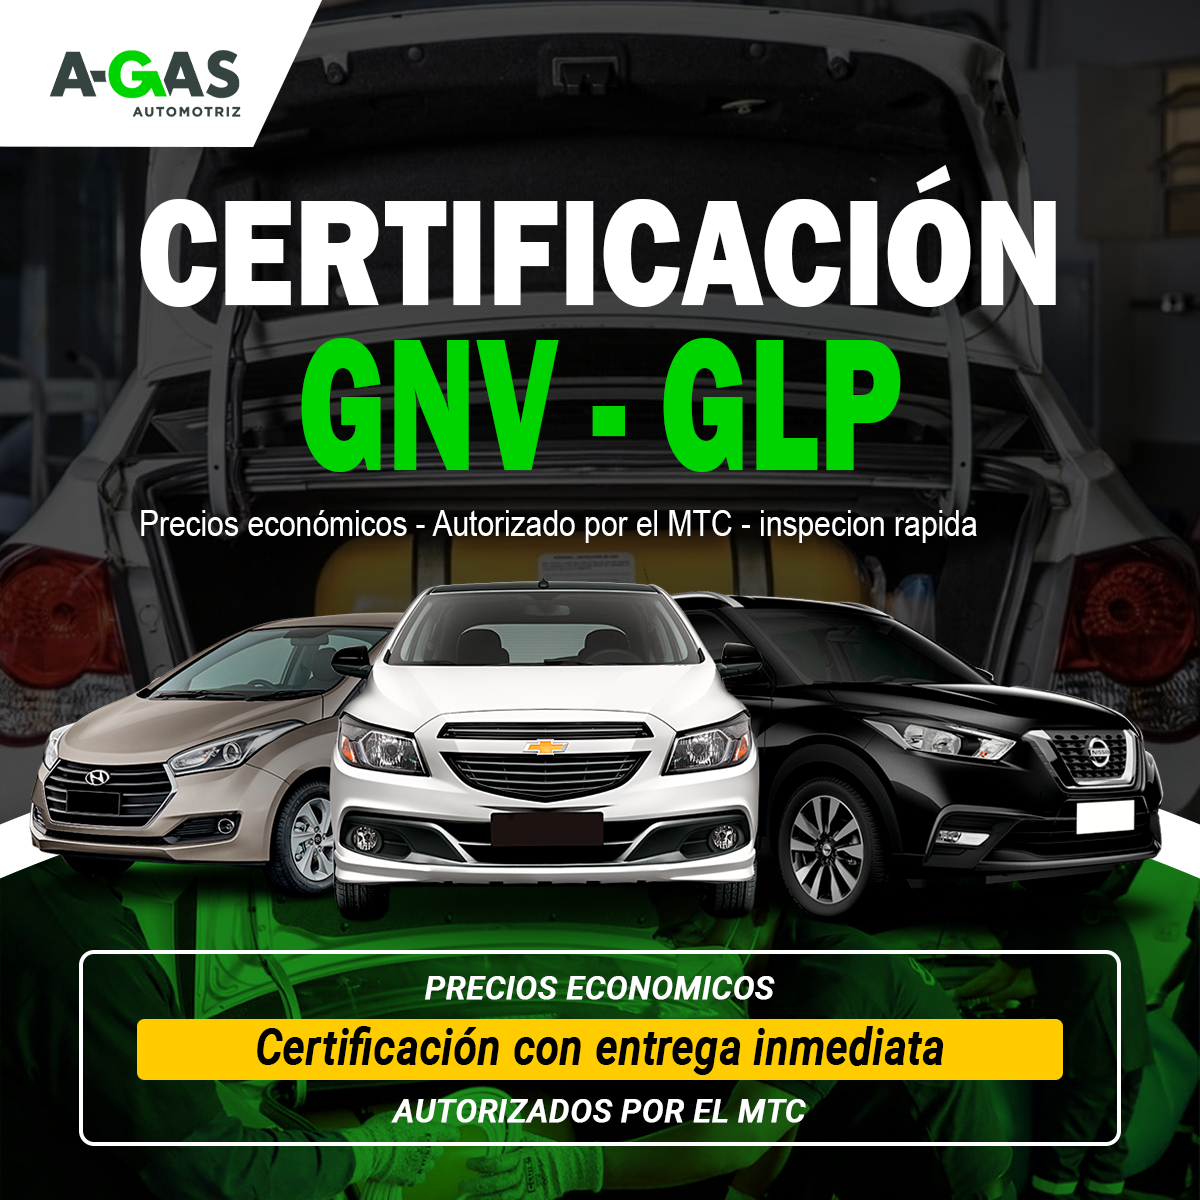 A-GAS
AUTOMOTRIZ
CERTIFICACIÓN
GNV - GLP
Precios económicos - Autorizado por el MTC - inspecion rapida
NISSAN
PRECIOS ECONOMICOS
Certificación con entrega inmediata
AUTORIZADOS POR EL MTC